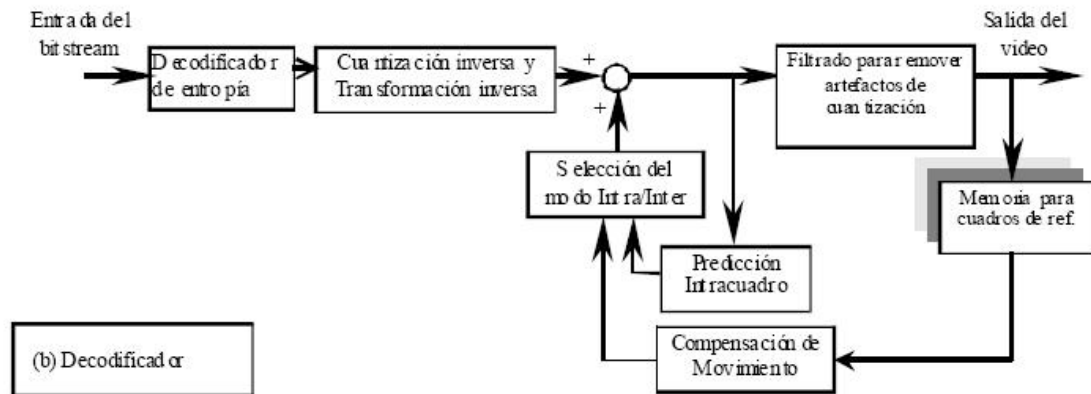 Entrada del
bitstream
Decodificador
de entropía
Cuantización inversa y
Transformación inversa
+
+
Filtrado para remover
artefactos de
cuantización
Salida del
video
Selección del
modo Intra/Inter
Memoria para
cuadros de ref.
Predicción
Intracuadro
Compensación de
Movimiento
(b) Decodificador